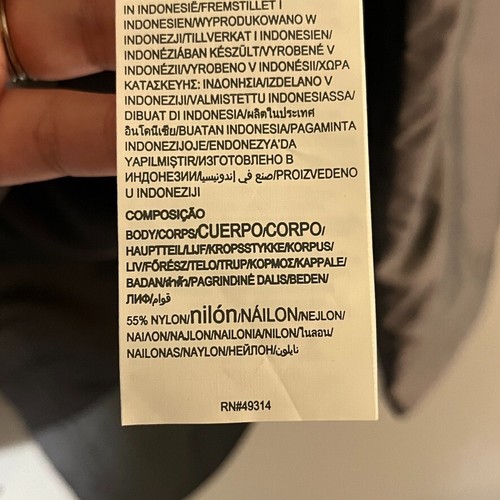 IN INDONESIË/FREMSTILLET I
INDONESIEN/WYPRODUKOWANO W
INDONEZJI/TILLVERKAT I INDONESIEN/
INDONÉZIÁBAN KÉSZÜLT/VYROBENÉ V
INDONÉZII/VYROBENO V INDONÉSII/ΧΩΡΑ
ΚΑΤΑΣΚΕΥΗΣ: ΙΝΔΟΝΗΣΙΑ/IZDELANO V
INDONEZIJI/VALMISTETTU INDONESIASSA/
DIBUAT DI INDONESIA/ผลิตในประเทศ
อินโดนีเซีย/BUATAN INDONESIA/PAGAMINTA
INDONEZIJOJE/ENDONEZYA'DA
YAPILMIŞTIR/ИЗГОТОВЛЕНО В
ИНДОНЕЗИИ/صنع في إندونيسيا/PROIZVEDENO
U INDONEZIJI
COMPOSIÇÃO
BODY/CORPS/CUERPO/CORPO/
HAUPTTEIL/LIJF/KROPSSTYKKE/KORPUS/
LIV/FŐRÉSZ/TELO/TRUP/ΚΟΡΜΟΣ/KAPPALE/
BADAN/ลำตัว/PAGRINDINĖ DALIS/BEDEN/
ЛИФ/قوام/
55% NYLON/nilón/NÁILON/NEJLON/
ΝΑΙΛΟΝ/NAJLON/NAILONIA/NILON/ไนลอน/
NAILONAS/NAYLON/НЕЙЛОН/نايلون
RN#49314